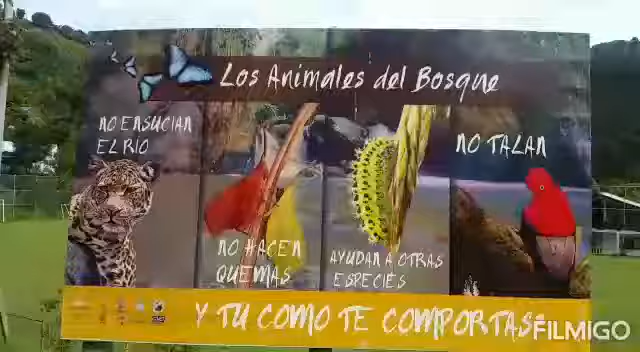 Los Animales del Bosque
NO ENSUCIAN
EL RÍO
NO HACEN
QUEMAS
AYUDAN A OTRAS
ESPECIES
NO TALAN
Y TU COMO TE COMPORTAS
FILMIGO